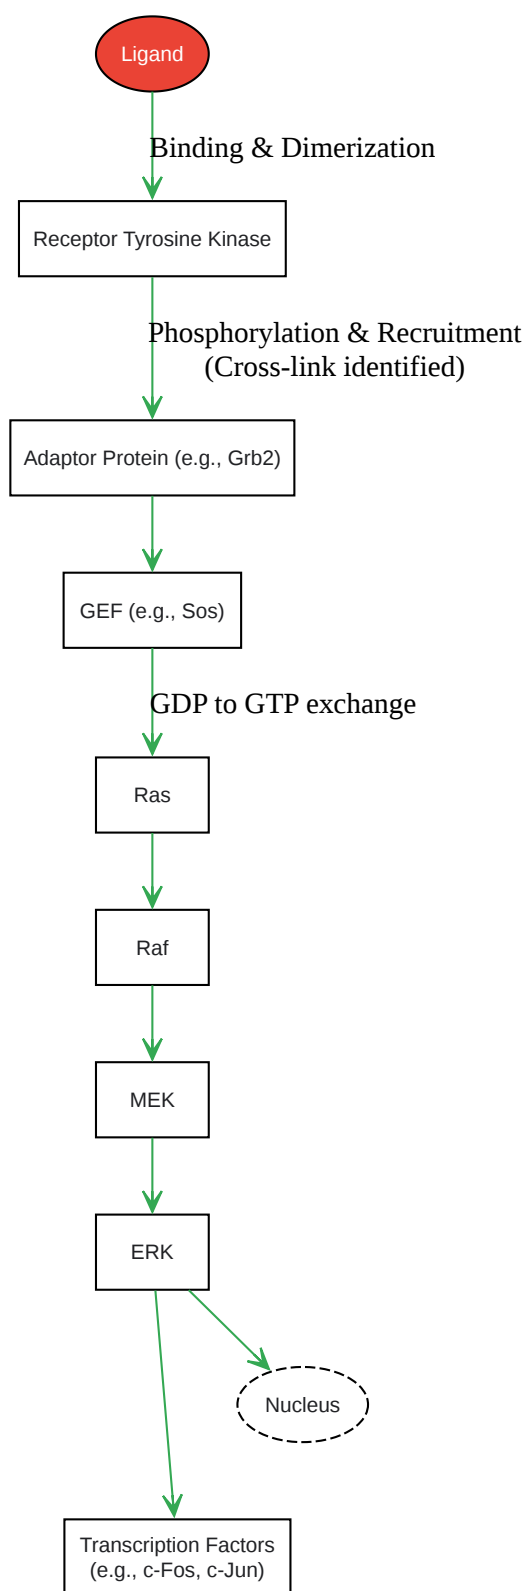 Ligand
Binding & Dimerization
Receptor Tyrosine Kinase
Phosphorylation & Recruitment
(Cross-link identified)
Adaptor Protein (e.g., Grb2)
GEF (e.g., Sos)
GDP to GTP exchange
Ras
Raf
MEK
ERK
Nucleus
Transcription Factors
(e.g., c-Fos, c-Jun)